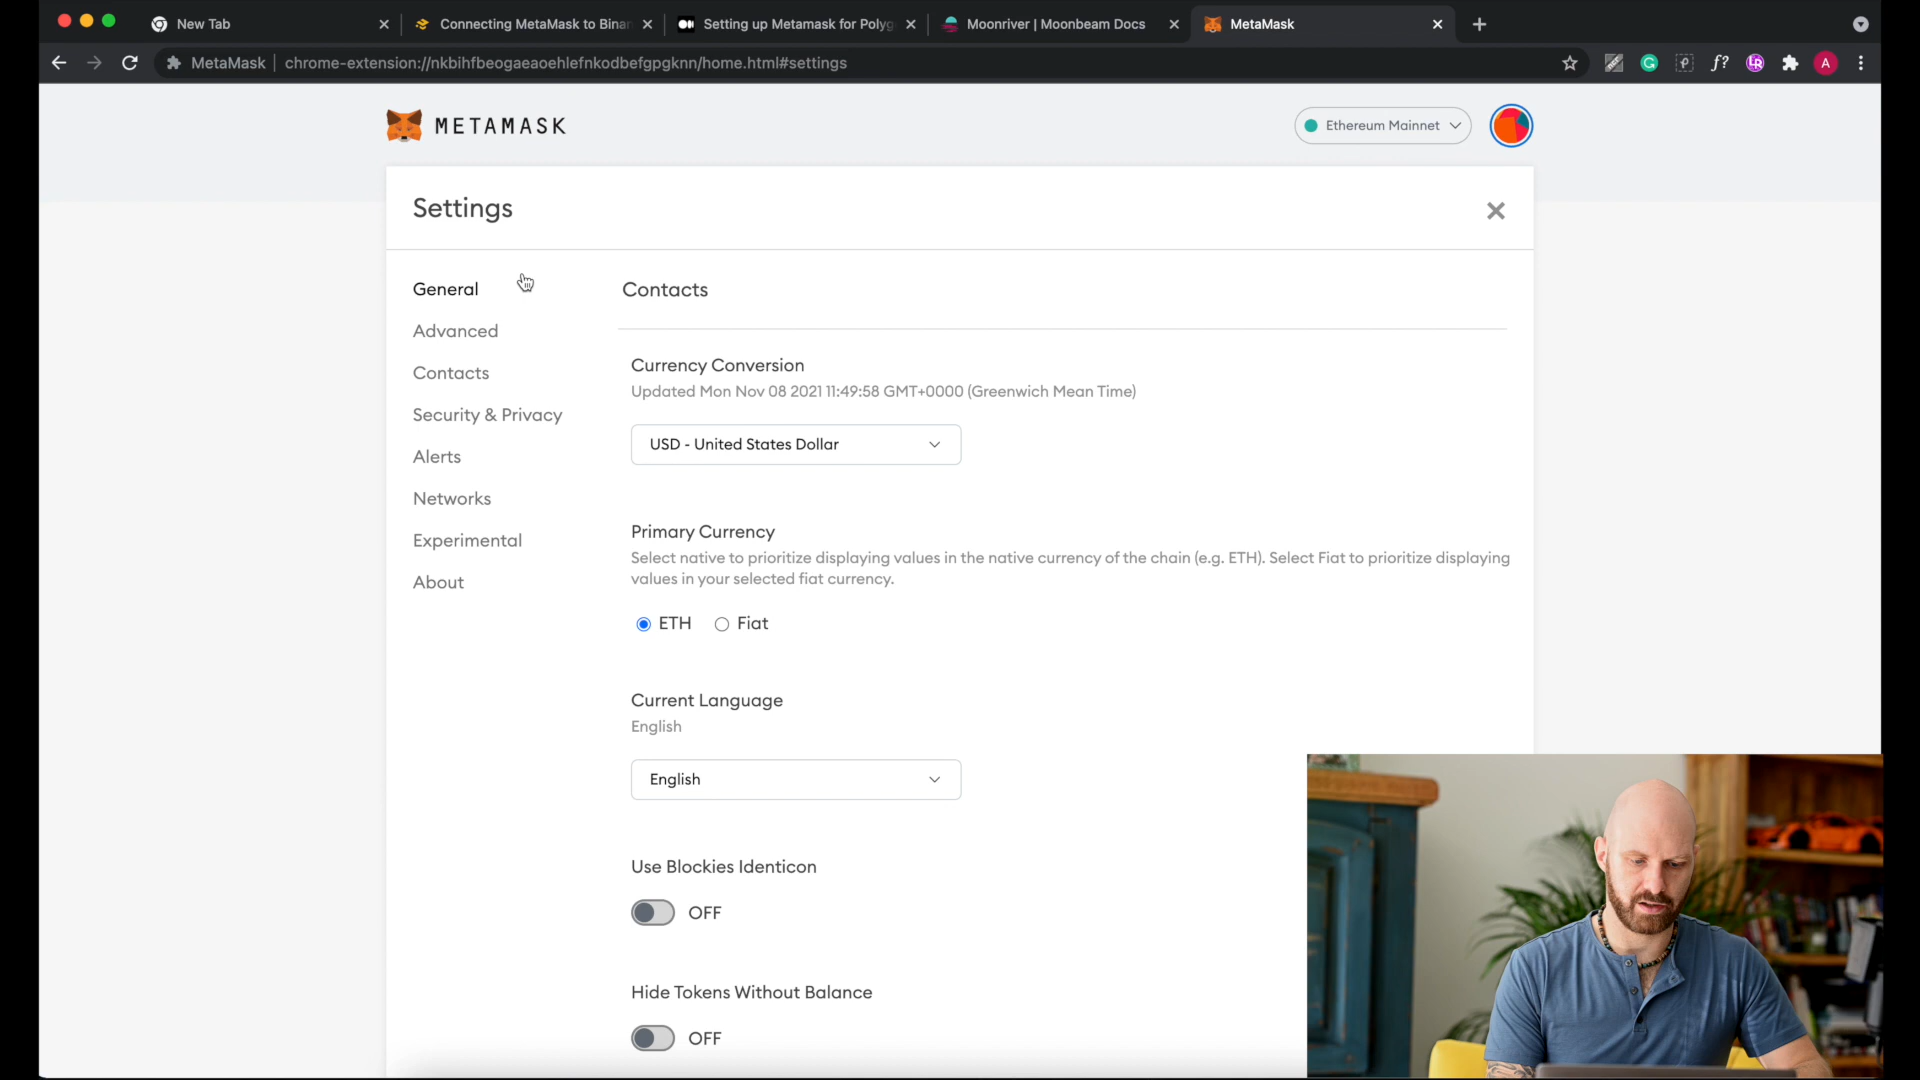 New Tab
Connecting MetaMask to Binan
Setting up Metamask for Polyg
Moonriver | Moonbeam Docs
MetaMask
MetaMask
chrome-extension://nkbihfbeogaeaoehlefnkodbefgpgknn/home.html#settings
f?
A
METAMASK
Ethereum Mainnet
Settings
General
Advanced
Contacts
Security & Privacy
Alerts
Networks
Experimental
About
Contacts
Currency Conversion
Updated Mon Nov 08 2021 11:49:58 GMT+0000 (Greenwich Mean Time)
USD - United States Dollar
Primary Currency
Select native to prioritize displaying values in the native currency of the chain (e.g. ETH). Select Fiat to prioritize displaying
values in your selected fiat currency.
ETH Fiat
Current Language
English
English
Use Blockies Identicon
OFF
Hide Tokens Without Balance
OFF